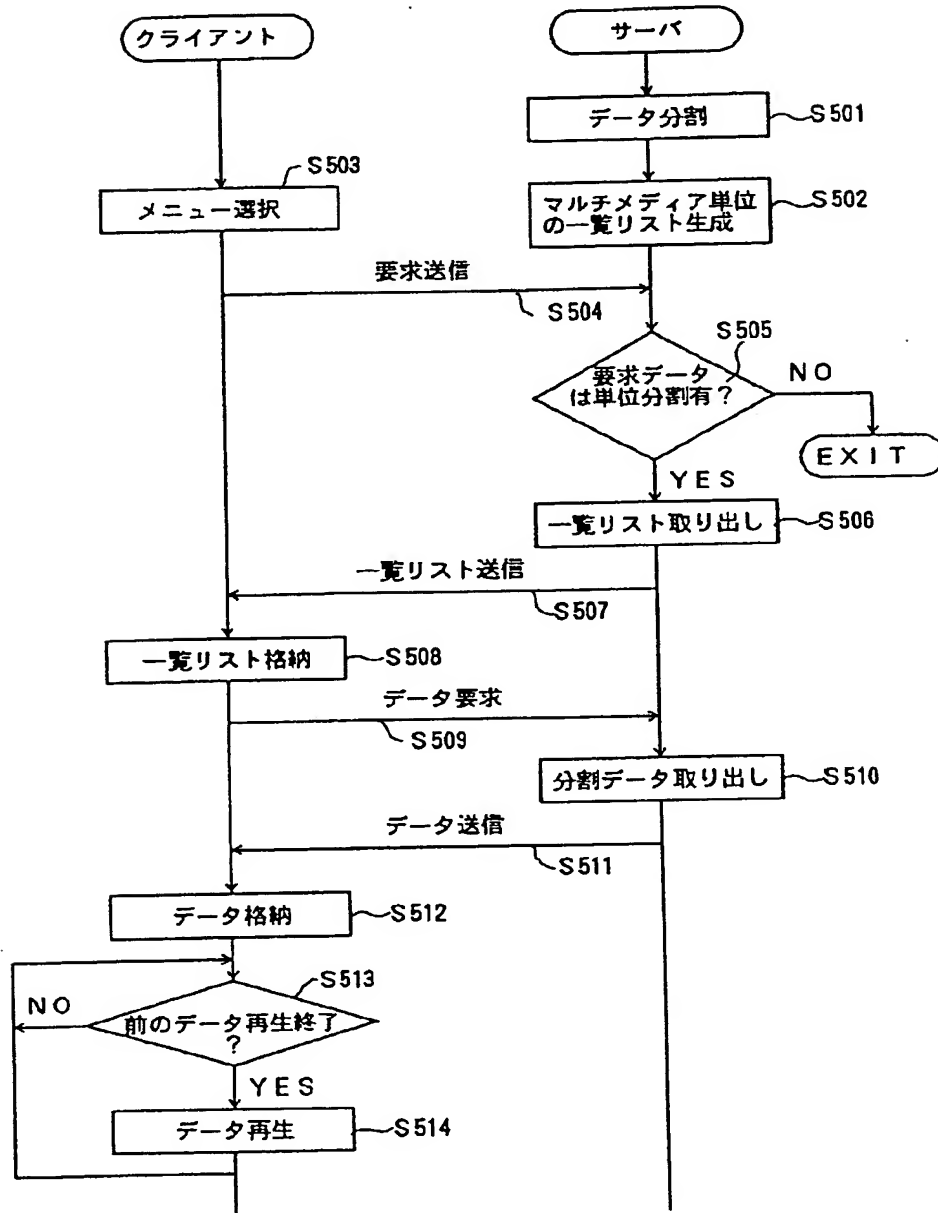 クライアント
サーバ
データ分割
S501
S503
メニュー選択
マルチメディア単位
の一覧リスト生成
S502
要求送信
S504
S505
要求データ
は単位分割有?
NO
EXIT
YES
一覧リスト取り出し
S506
一覧リスト送信
S507
一覧リスト格納
S508
データ要求
S509
分割データ取り出し
S510
データ送信
S511
データ格納
S512
S513
NO
前のデータ再生終了
?
YES
データ再生
S514